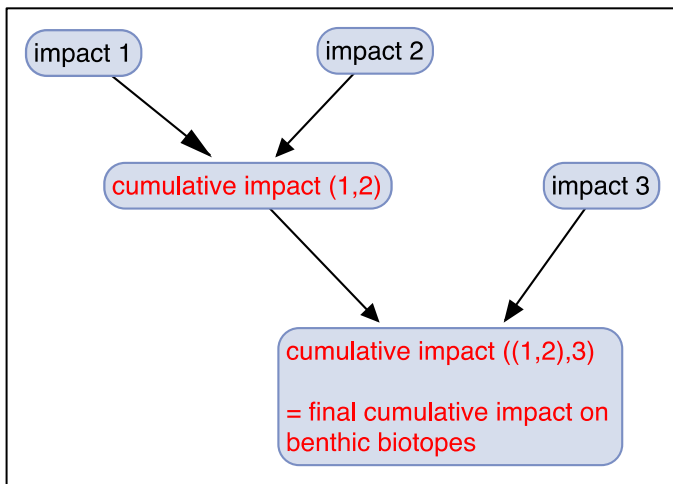 impact 1
impact 2
cumulative impact (1,2)
impact 3
cumulative impact ((1,2),3)
= final cumulative impact on
benthic biotopes